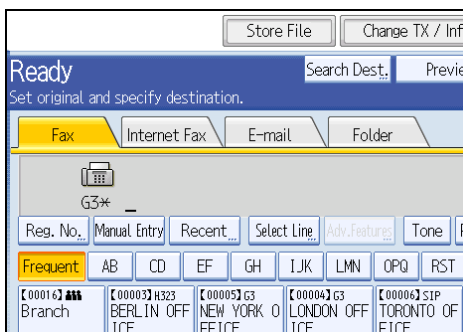 Store File Change TX / Inf
Ready Search Dest. Previe
Set original and specify destination.
Fax Internet Fax E-mail Folder
G3* _
Reg. No. Manual Entry Recent Select Line Adv.Features Tone
Frequent AB CD EF GH IJK LMN OPQ RST
【00016】 【00003】H323 【00005】G3 【00004】G3 【00006】SIP
Branch BERLIN OFF NEW YORK O LONDON OFF TORONTO OF
ICE FFICE ICE FICE